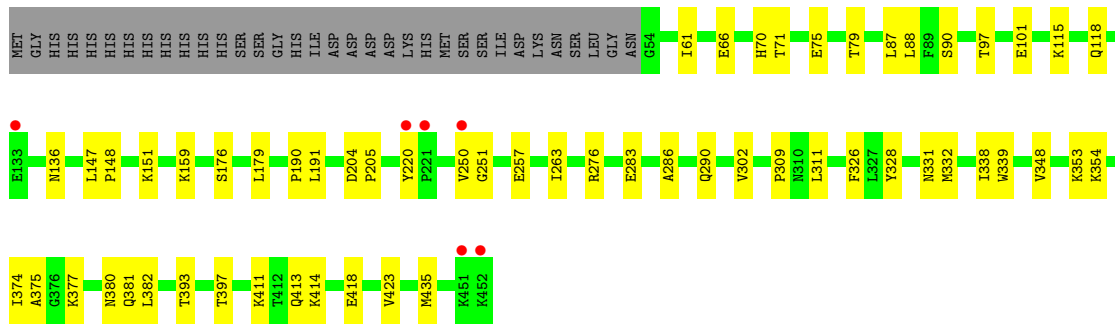 MET GLY HIS HIS HIS HIS HIS HIS HIS HIS HIS HIS SER SER GLY HIS ILE ASP ASP ASP ASP LYS HIS MET SER SER ILE ASP LYS ASN SER LEU GLY ASN G54 I61 E66 H70 T71 E75 T79 L87 L88 F89 S90 T97 E101 K115 Q118
E133 N136 L147 P148 K151 K159 S176 L179 P190 L191 D204 P205 Y220 P221 V250 G251 E257 I263 R276 E283 A286 Q290 V302 P309 N310 L311 F326 L327 Y328 N331 M332 I338 W339 V348 K353 K354
I374 A375 G376 K377 N380 Q381 L382 T393 T397 K411 T412 Q413 K414 E418 V423 M435 K451 K452